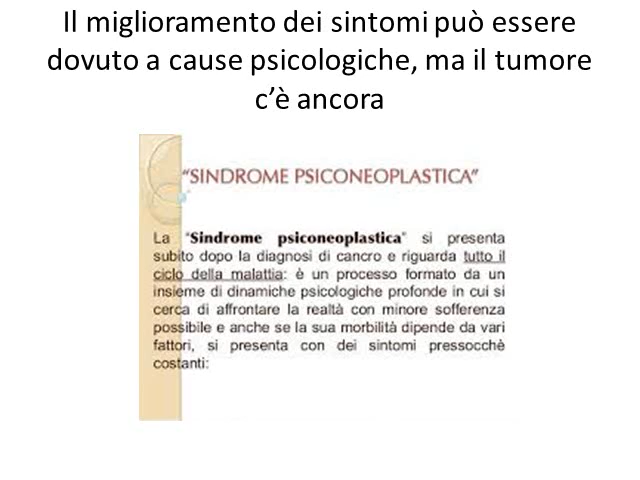 Il miglioramento dei sintomi può essere
dovuto a cause psicologiche, ma il tumore
c’è ancora
“SINDROME PSICONEOPLASTICA”
La "Sindrome psiconeoplastica" si presenta
subito dopo la diagnosi di cancro e riguarda tutto il
ciclo della malattia: è un processo formato da un
insieme di dinamiche psicologiche profonde in cui si
cerca di affrontare la realtà con minore sofferenza
possibile e anche se la sua morbilità dipende da vari
fattori, si presenta con dei sintomi pressocchè
costanti: